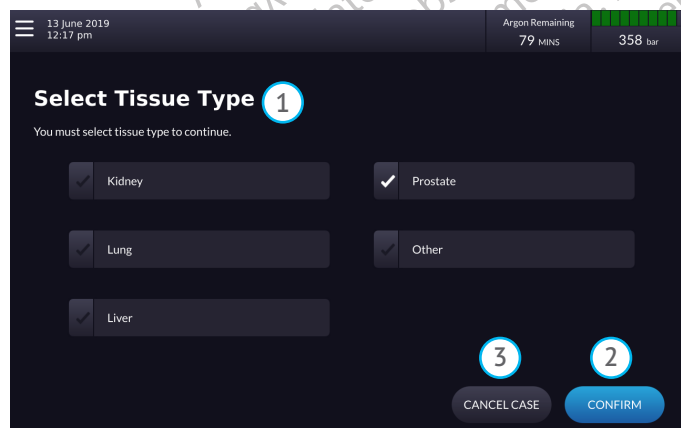 13 June 2019
12:17 pm
Argon Remaining
79 MINS
358 bar
Select Tissue Type
1
You must select tissue type to continue.
Kidney
Prostate
Lung
Other
Liver
3
2
CANCEL CASE
CONFIRM